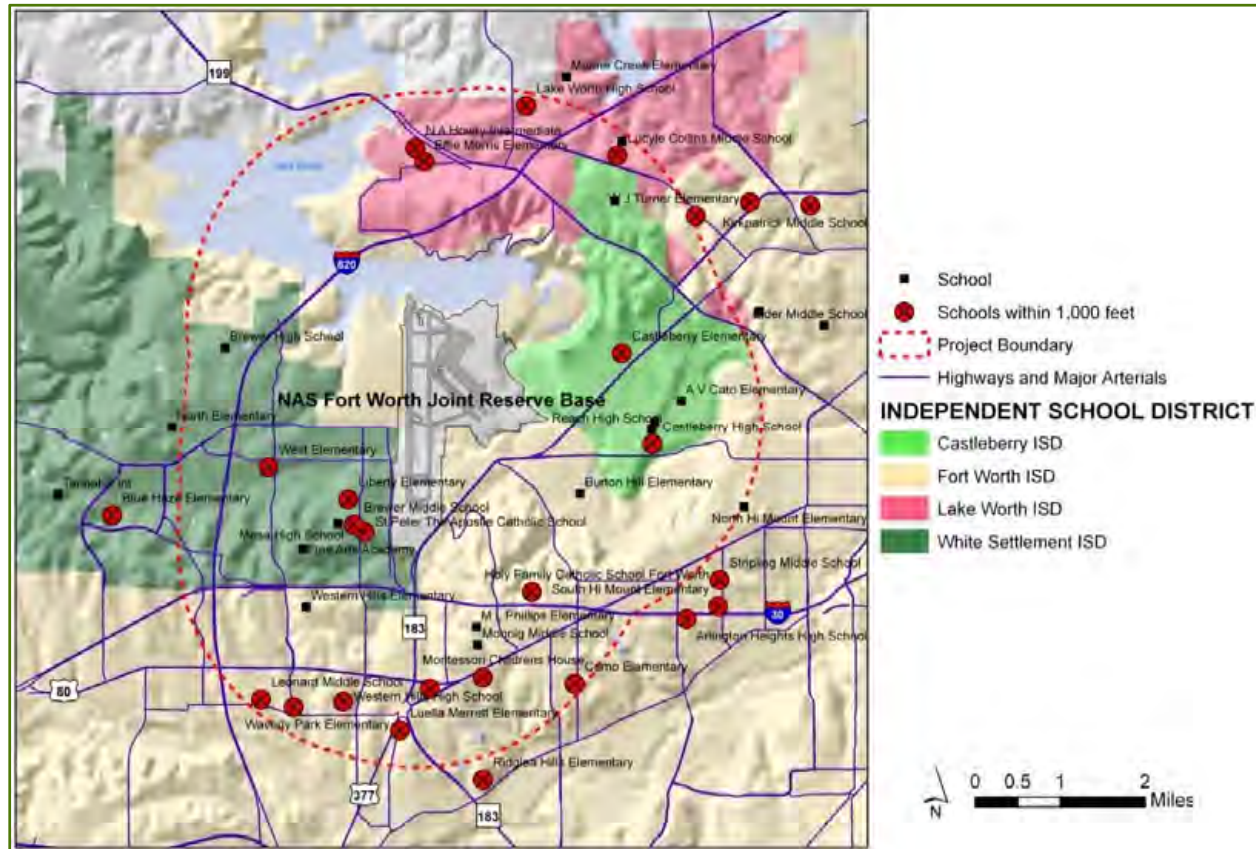 199
Marine Creek Elementary
Lake Worth High School
N A Howry Intermediate
Effie Morris Elementary
Lucyle Collins Middle School
J Turner Elementary
Kirkpatrick Middle School
820
Elder Middle School
Brewer High School
Castleberry Elementary
NAS Fort Worth Joint Reserve Base
A V Cato Elementary
Reach High School
Castleberry High School
North Elementary
West Elementary
Tannahill Int
Blue Haze Elementary
Liberty Elementary
Brewer Middle School
St Peter The Apostle Catholic School
Mesa High School
Fine Arts Academy
Burton Hill Elementary
North Hi Mount Elementary
Stripling Middle School
Holy Family Catholic School Fort Worth
South Hi Mount Elementary
30
Arlington Heights High School
Western Hills Elementary
183
M L Phillips Elementary
Monnig Middle School
Montessori Childrens House
Como Elementary
80
Leonard Middle School
Western Hills High School
Waverly Park Elementary
Luella Merrett Elementary
Ridglea Hills Elementary
377
183
School
Schools within 1,000 feet
Project Boundary
Highways and Major Arterials
INDEPENDENT SCHOOL DISTRICT
Castleberry ISD
Fort Worth ISD
Lake Worth ISD
White Settlement ISD
N
0 0.5 1 2
Miles